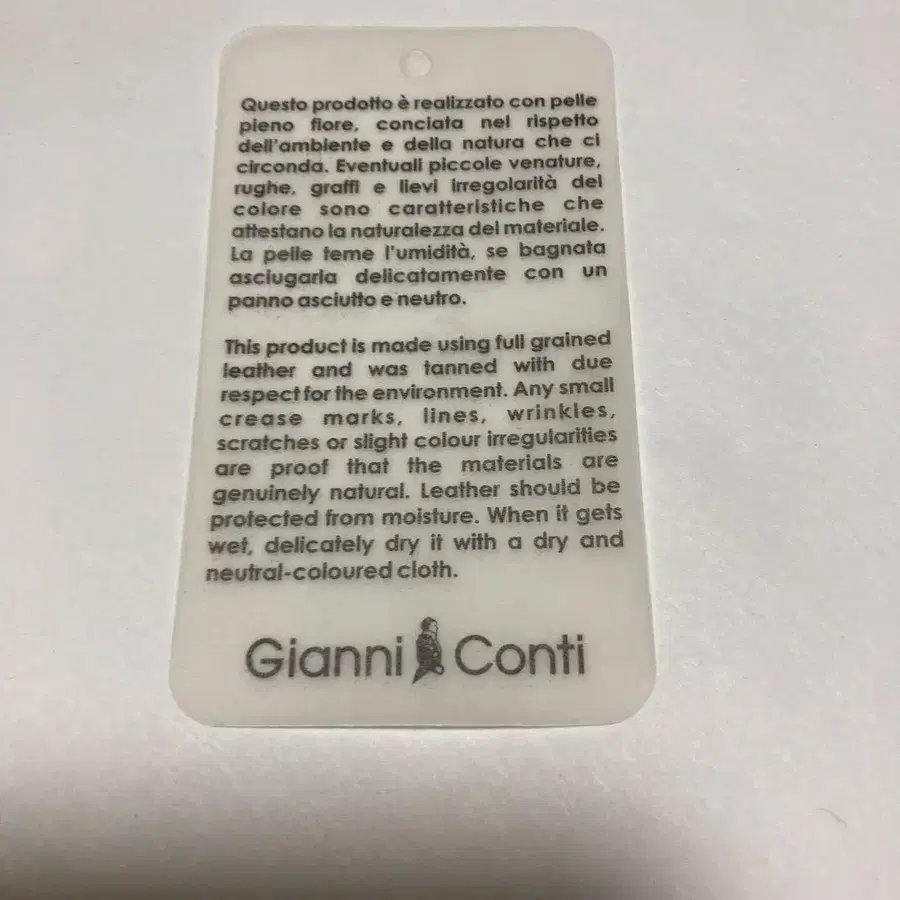 Questo prodotto è realizzato con pelle
pieno fiore, conciata nel rispetto
dell'ambiente e della natura che ci
circonda. Eventuali piccole venature,
rughe, graffi e lievi irregolarità del
colore sono caratteristiche che
attestano la naturalezza del materiale.
La pelle teme l'umidità, se bagnata
asciugarla delicatamente con un
panno asciutto e neutro.
This product is made using full grained
leather and was tanned with due
respect for the environment. Any small
crease marks, lines, wrinkles,
scratches or slight colour irregularities
are proof that the materials are
genuinely natural. Leather should be
protected from moisture. When it gets
wet, delicately dry it with a dry and
neutral-coloured cloth.
Gianni Conti